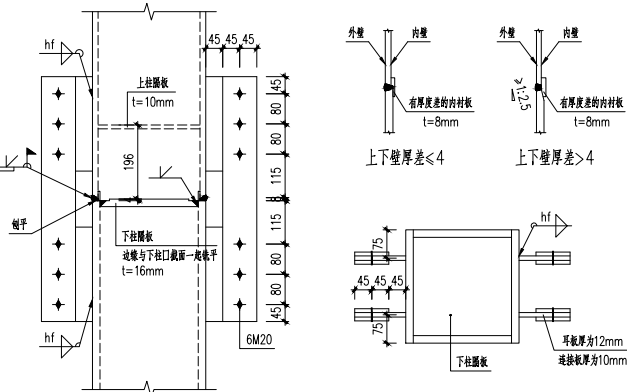 hf
45 45 45
上柱隔板
t=10mm
196
45
80
80
115
8
115
80
80
45
刨平
下柱隔板
边缘与下柱口截面一起铣平
t=16mm
hf
6M20
外壁 内壁
有厚度差的内衬板
t=8mm
上下壁厚差≤4
外壁 内壁
≥1:2.5
有厚度差的内衬板
t=8mm
上下壁厚差>4
hf
75
45 45 45
75
下柱隔板
耳板厚为12mm
连接板厚为10mm